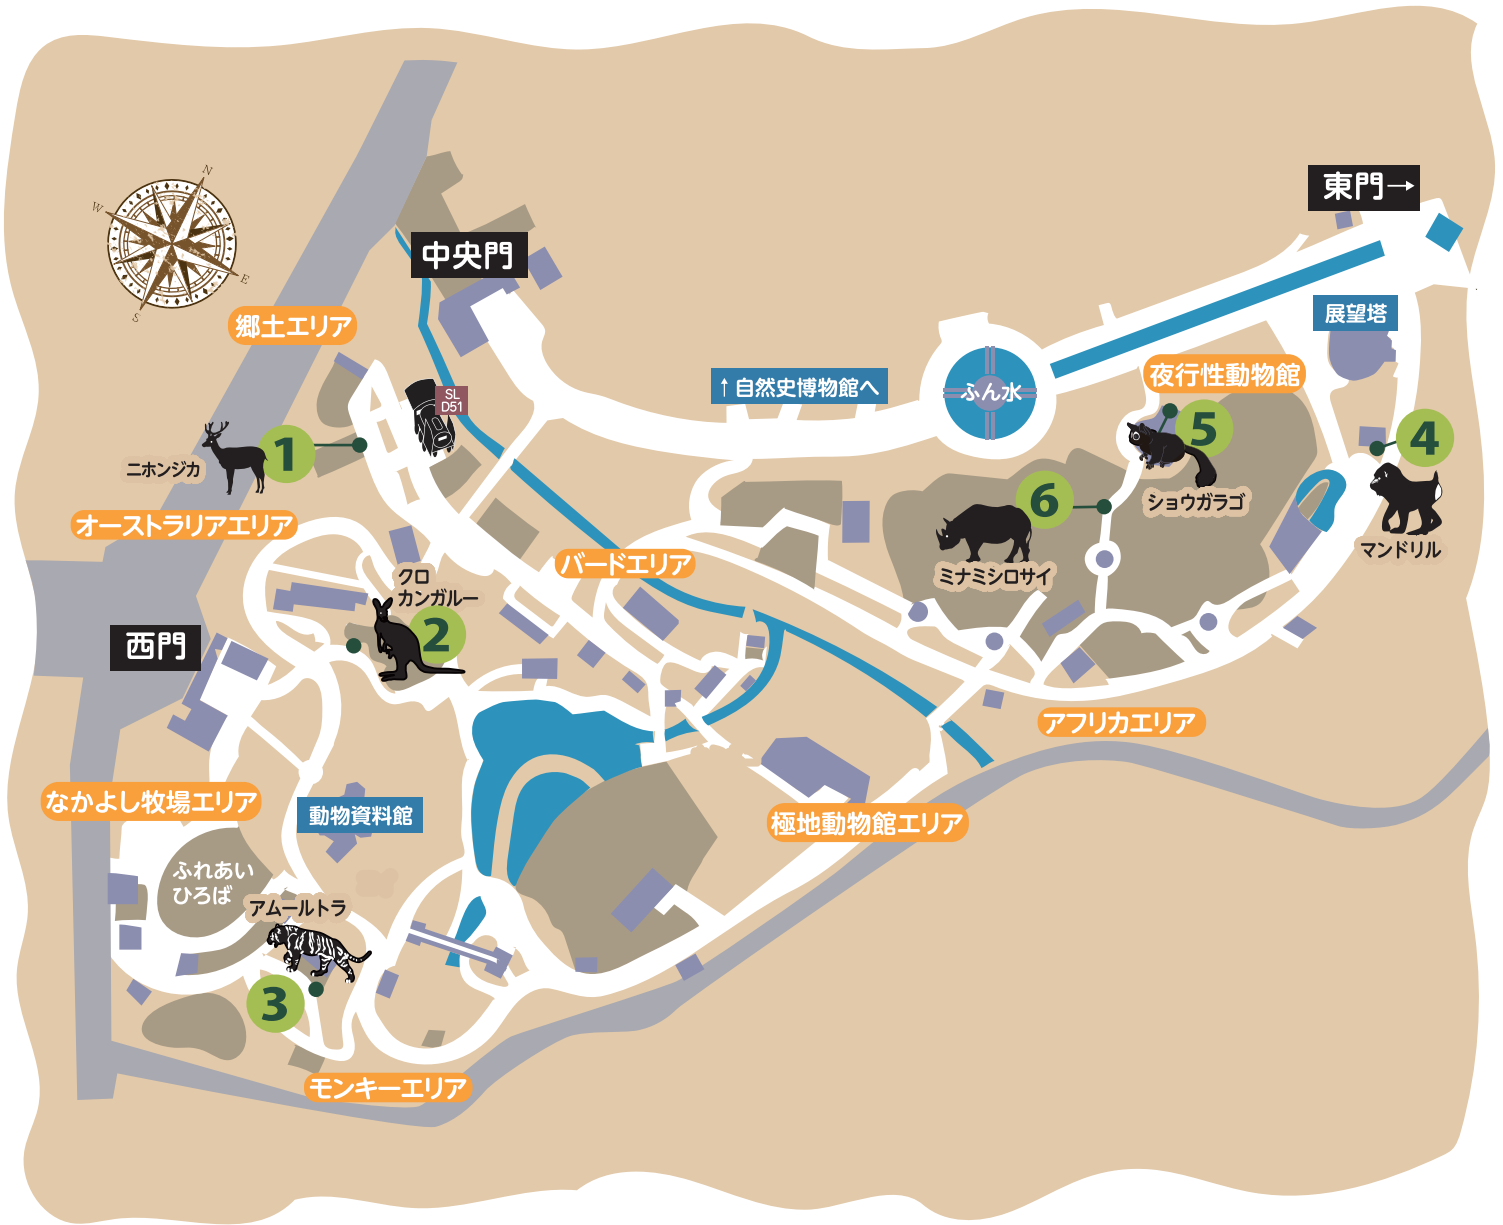 N
W
E
S
東門→
中央門
展望塔
郷土エリア
夜行性動物館
↑自然史博物館へ
ふん水
SL
D51
5
4
1
ニホンジカ
6
ショウガラゴ
オーストラリアエリア
マンドリル
バードエリア
ミナミシロサイ
クロ
カンガルー
2
西門
アフリカエリア
なかよし牧場エリア
動物資料館
極地動物館エリア
ふれあい
ひろば
アムールトラ
3
モンキーエリア